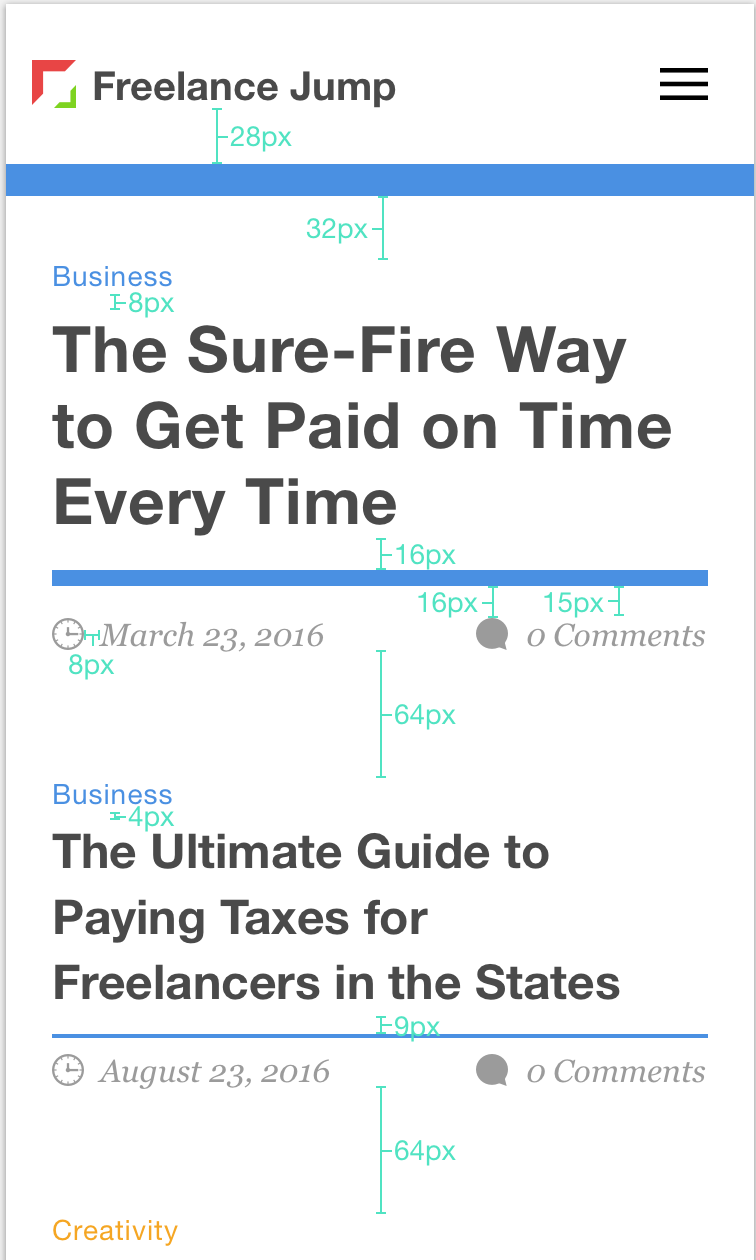 Freelance Jump
28px
32px
Business
8px
The Sure-Fire Way
to Get Paid on Time
Every Time
16px
16px 15px
March 23, 2016 0 Comments
8px
64px
Business
4px
The Ultimate Guide to
Paying Taxes for
Freelancers in the States
9px
August 23, 2016 0 Comments
64px
Creativity